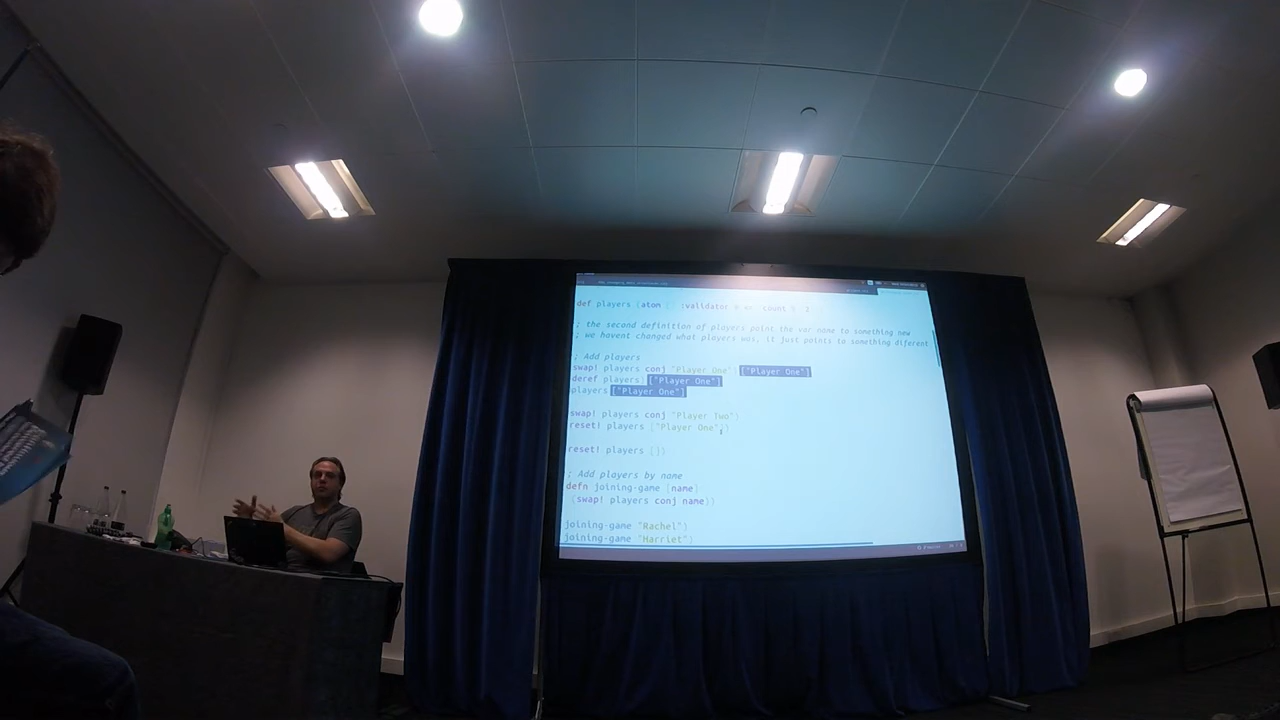 def players (atom [] :validator count
; the second definition of players point the var name to something new
; we havent changed what players was, it just points to something diferent
; Add players
swap! players conj "Player One" ["Player One"]
deref players) ["Player One"]
players ["Player One"]
swap! players conj "Player Two")
reset! players ["Player One"])
reset! players [])
; Add players by name
defn joining-game [name]
(swap! players conj name))
joining-game "Rachel")
joining-game "Harriet")